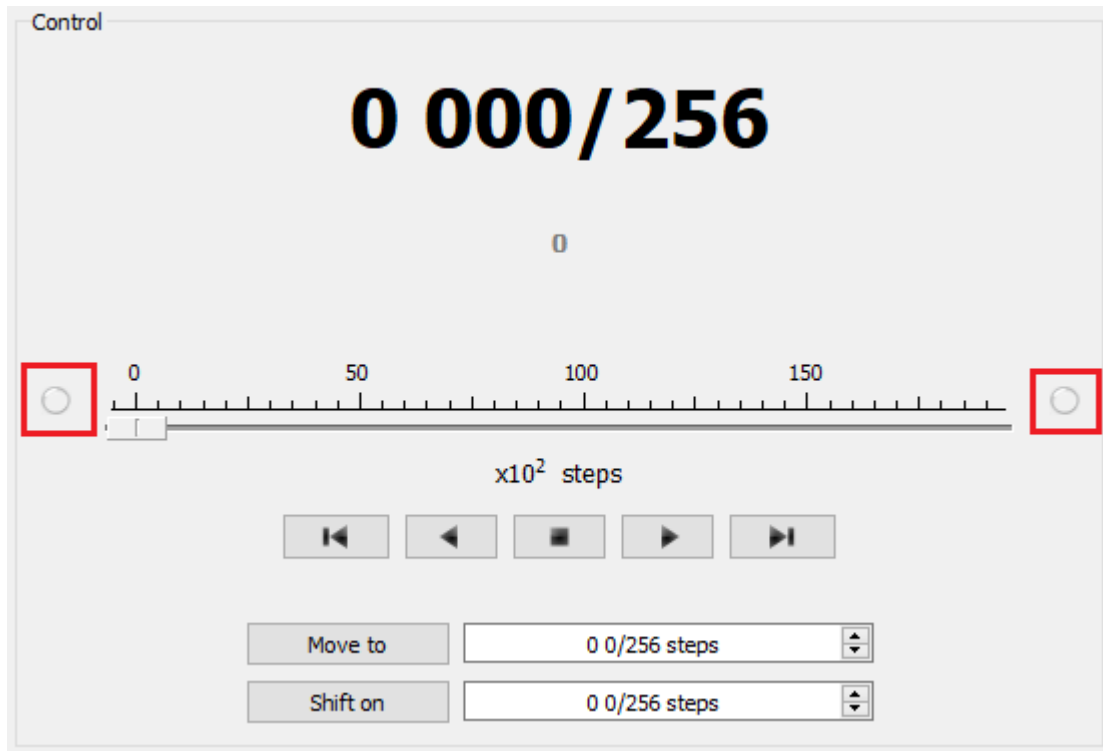 Control
0 000/256
0
0 50 100 150
x10² steps
Move to 0 0/256 steps
Shift on 0 0/256 steps